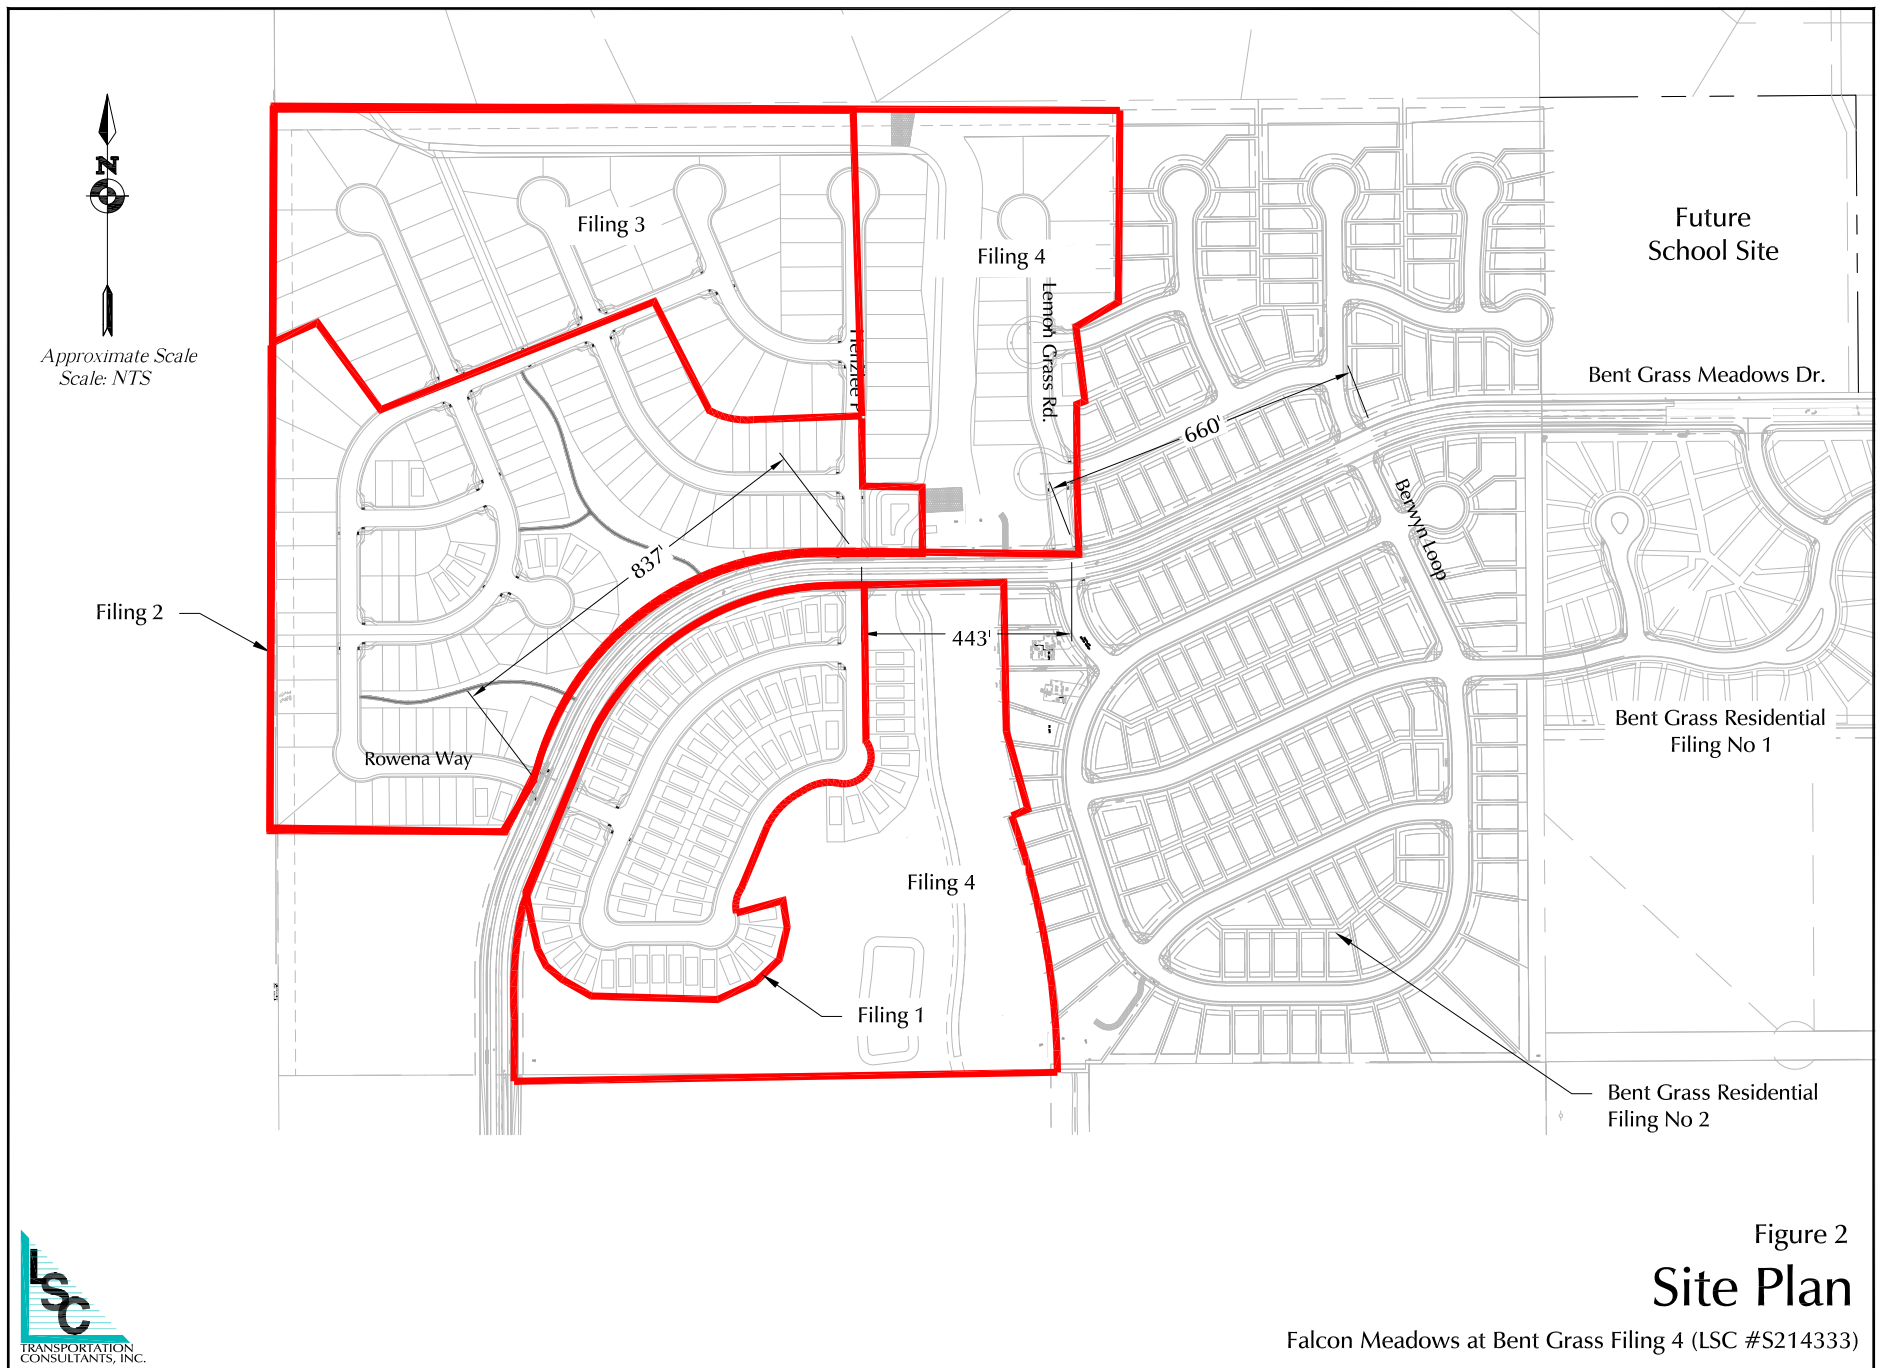 N
Approximate Scale
Scale: NTS
Filing 3
Filing 4
Lemon Grass Rd.
Future
School Site
Bent Grass Meadows Dr.
660'
837'
Berwyn Loop
Filing 2
443'
Rowena Way
Bent Grass Residential
Filing No 1
Filing 4
Filing 1
Bent Grass Residential
Filing No 2
Figure 2
Site Plan
Falcon Meadows at Bent Grass Filing 4 (LSC #S214333)
LSC
TRANSPORTATION
CONSULTANTS, INC.